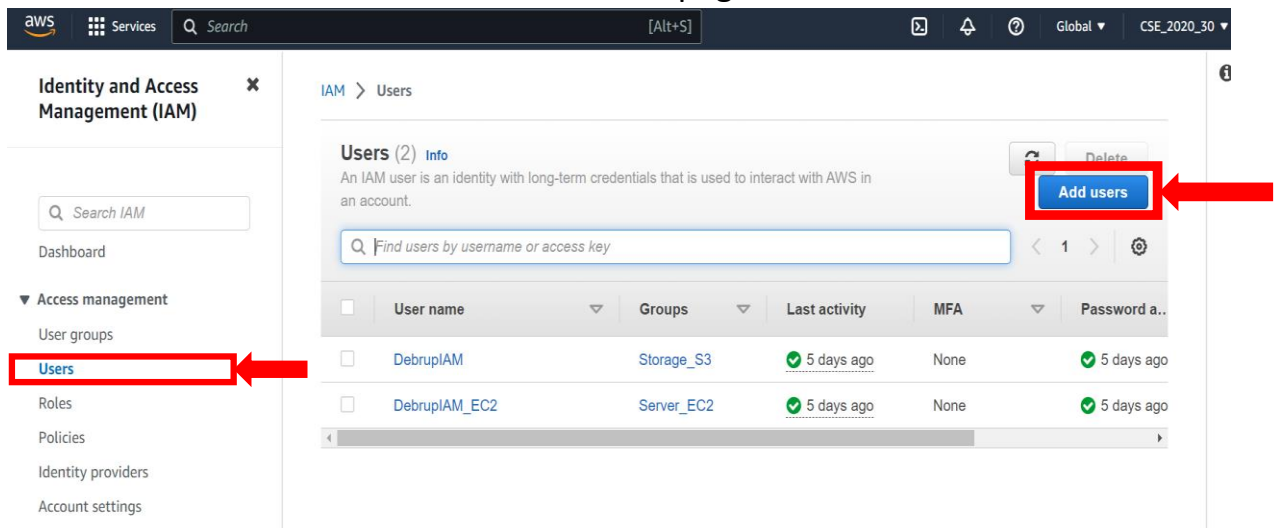 aws Services Search [Alt+S] Global CSE_2020_30
Identity and Access Management (IAM)
Search IAM
Dashboard
Access management
User groups
Users
Roles
Policies
Identity providers
Account settings
IAM > Users
Users (2) Info
An IAM user is an identity with long-term credentials that is used to interact with AWS in
an account.
Delete
Add users
Find users by username or access key
1
User name Groups Last activity MFA Password a..
DebrupIAM Storage_S3 5 days ago None 5 days ago
DebrupIAM_EC2 Server_EC2 5 days ago None 5 days ago